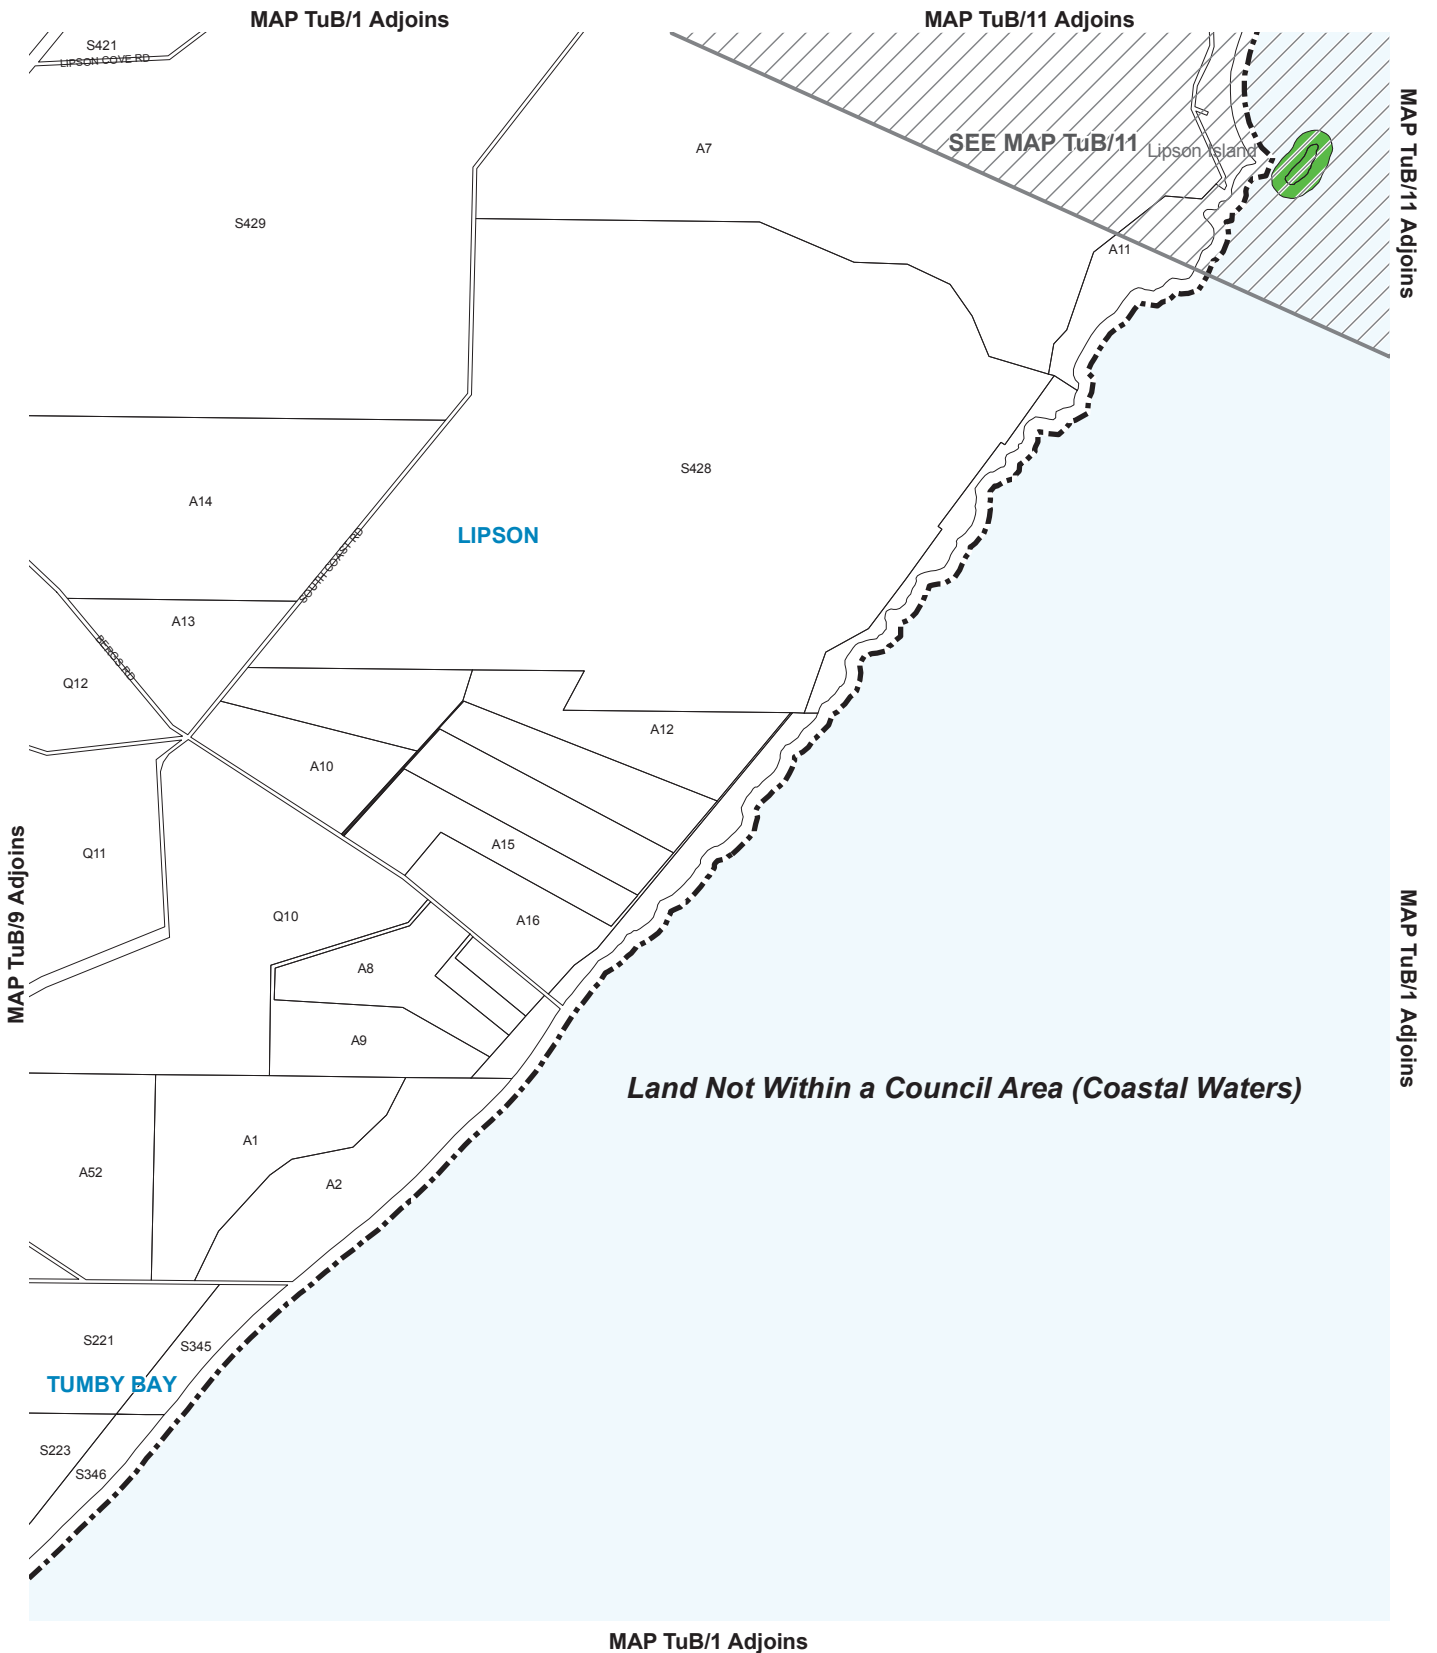 MAP TuB/1 Adjoins
MAP TuB/11 Adjoins
S421
LIPSON COVE RD
MAP TuB/11 Adjoins
SEE MAP TuB/11
Lipson Island
A7
S429
A11
S428
A14
LIPSON
SOUTH COAST RD
A13
BERGS RD
Q12
A12
A10
A15
Q11
MAP TuB/9 Adjoins
Q10
A16
MAP TuB/1 Adjoins
A8
A9
Land Not Within a Council Area (Coastal Waters)
A1
A52
A2
S221
S345
TUMBY BAY
S223
S346
MAP TuB/1 Adjoins